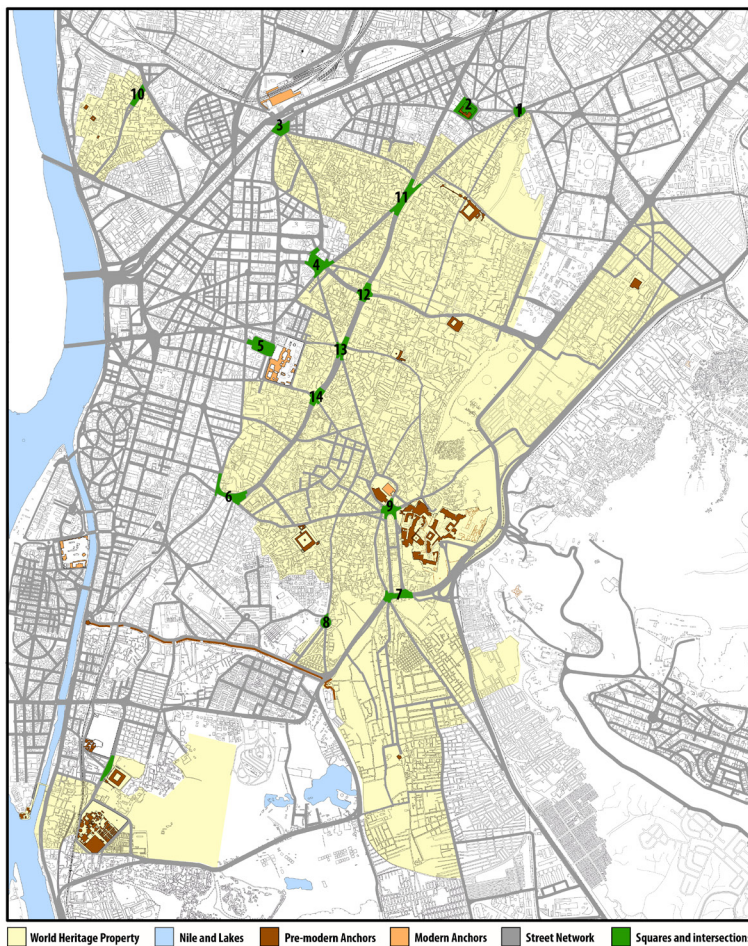 10
2
1
3
11
4
12
5
13
14
6
9
7
8
World Heritage Property
Nile and Lakes
Pre-modern Anchors
Modern Anchors
Street Network
Squares and intersection